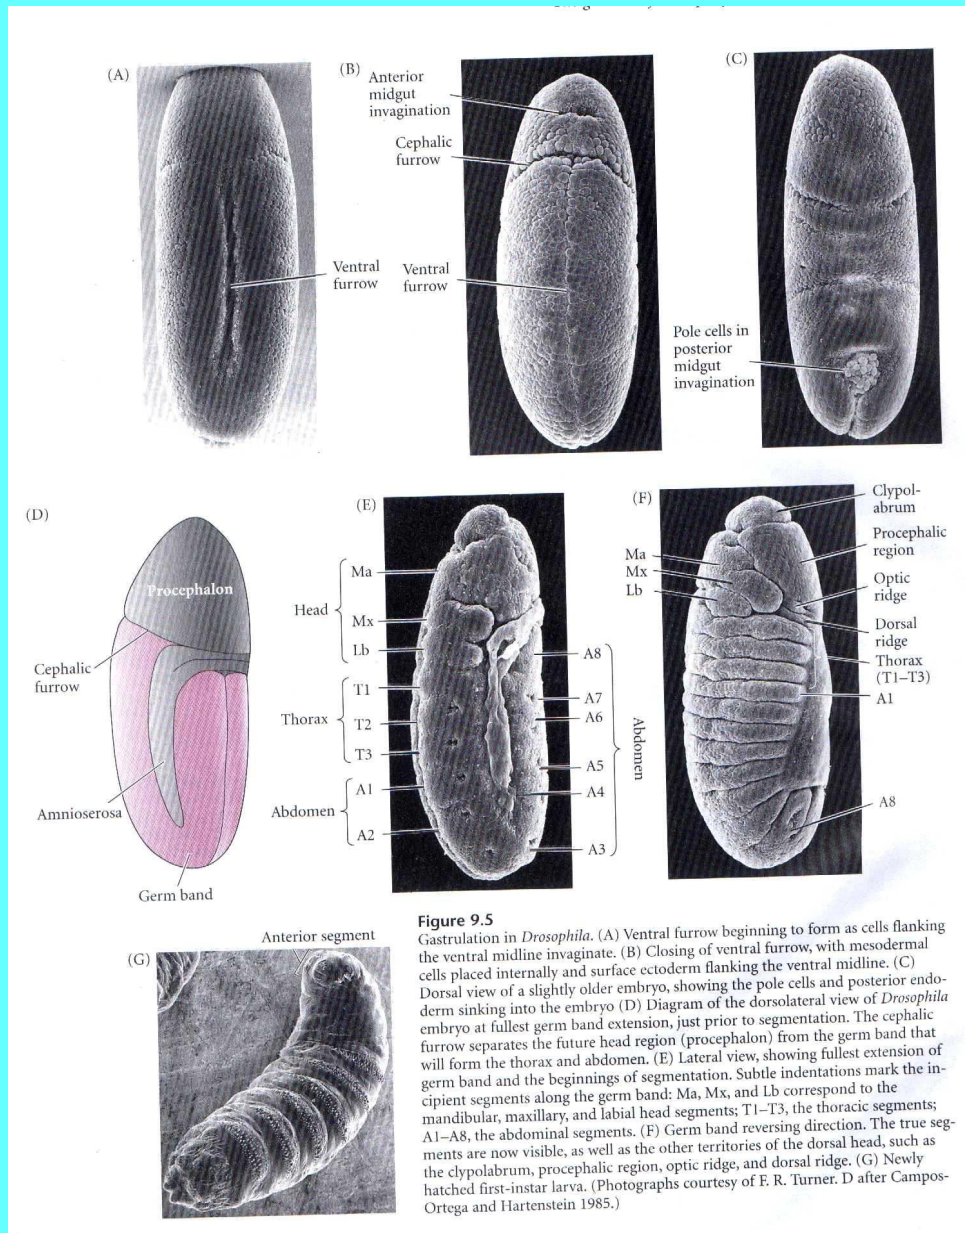 (A)
(B)
(C)
Anterior
midgut
invagination
Cephalic
furrow
Ventral
furrow
Ventral
furrow
Pole cells in
posterior
midgut
invagination
(D)
(E)
(F)
Procephalon
Cephalic
furrow
Amnioserosa
Germ band
Head
Ma
Mx
Lb
Thorax
T1
T2
T3
Abdomen
A1
A2
A8
A7
A6
A5
A4
A3
Abdomen
Ma
Mx
Lb
Clypol-
abrum
Procephalic
region
Optic
ridge
Dorsal
ridge
Thorax
(T1–T3)
A1
A8
(G)
Anterior segment
Figure 9.5
Gastrulation in Drosophila. (A) Ventral furrow beginning to form as cells flanking
the ventral midline invaginate. (B) Closing of ventral furrow, with mesodermal
cells placed internally and surface ectoderm flanking the ventral midline. (C)
Dorsal view of a slightly older embryo, showing the pole cells and posterior endo-
derm sinking into the embryo (D) Diagram of the dorsolateral view of Drosophila
embryo at fullest germ band extension, just prior to segmentation. The cephalic
furrow separates the future head region (procephalon) from the germ band that
will form the thorax and abdomen. (E) Lateral view, showing fullest extension of
germ band and the beginnings of segmentation. Subtle indentations mark the in-
cipient segments along the germ band: Ma, Mx, and Lb correspond to the
mandibular, maxillary, and labial head segments; T1–T3, the thoracic segments;
A1–A8, the abdominal segments. (F) Germ band reversing direction. The true seg-
ments are now visible, as well as the other territories of the dorsal head, such as
the clypolabrum, procephalic region, optic ridge, and dorsal ridge. (G) Newly
hatched first-instar larva. (Photographs courtesy of F. R. Turner. D after Campos-
Ortega and Hartenstein 1985.)